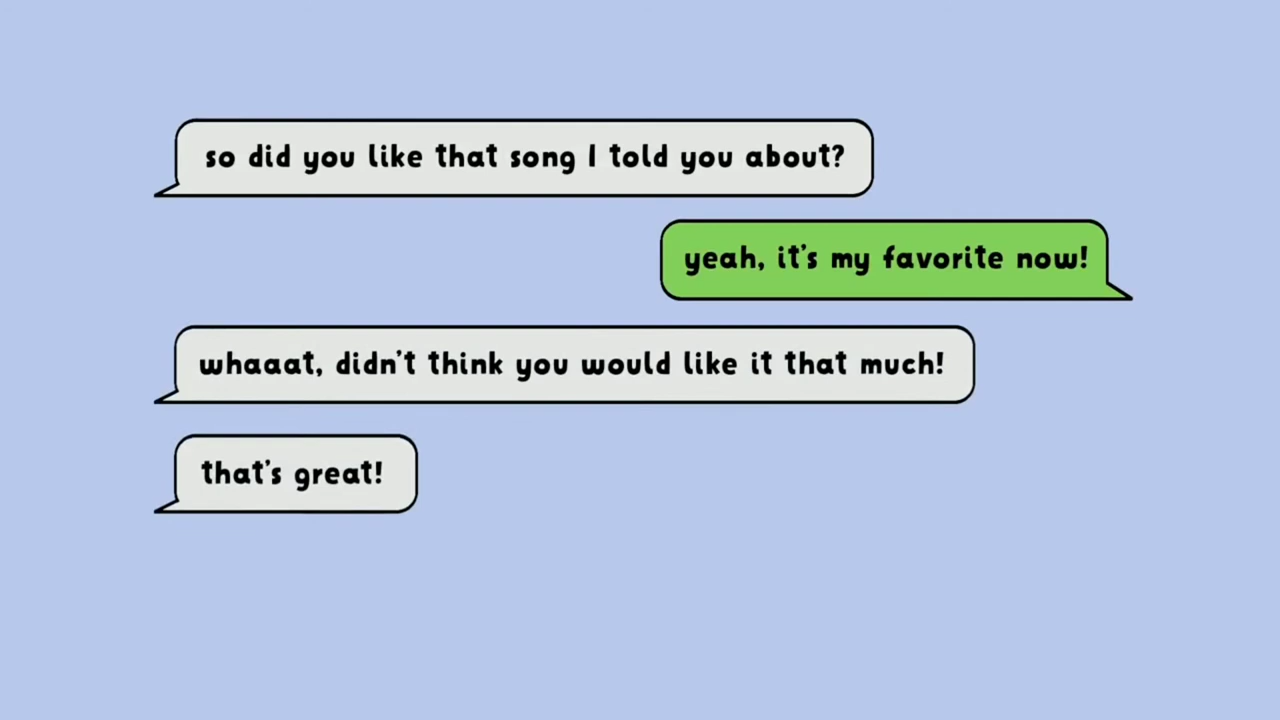 so did you like that song I told you about?
yeah, it's my favorite now!
whaaat, didn't think you would like it that much!
that's great!